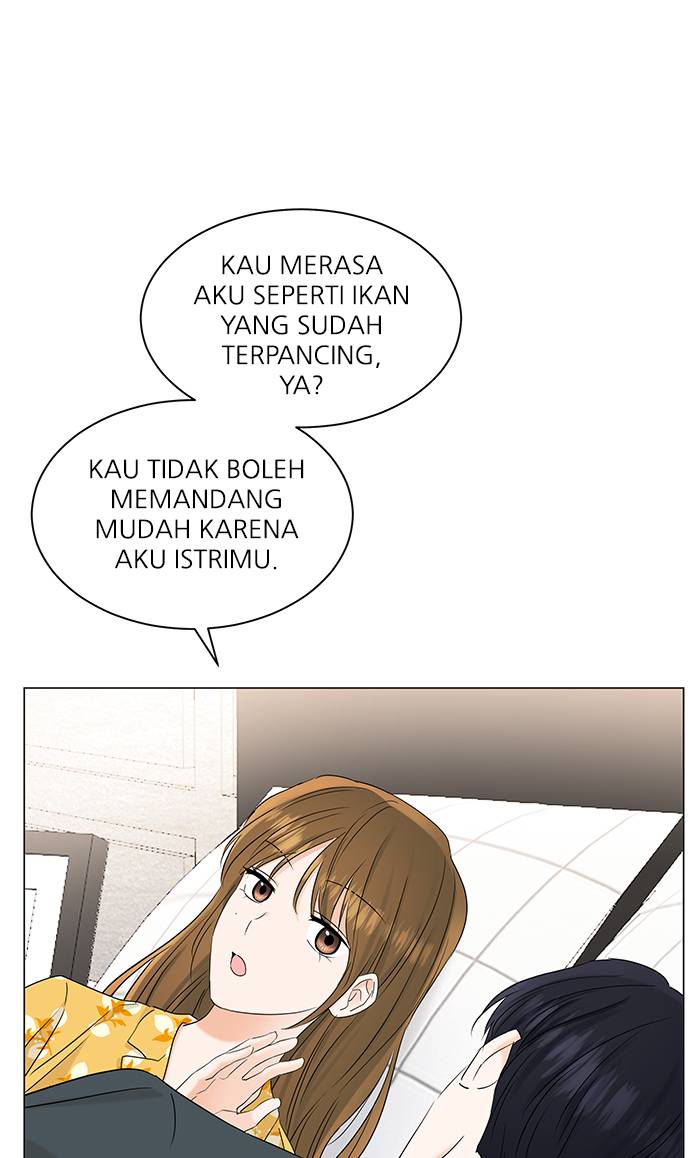 KAU MERASA
AKU SEPERTI IKAN
YANG SUDAH
TERPANCING,
YA?
KAU TIDAK BOLEH
MEMANDANG
MUDAH KARENA
AKU ISTRIMU.